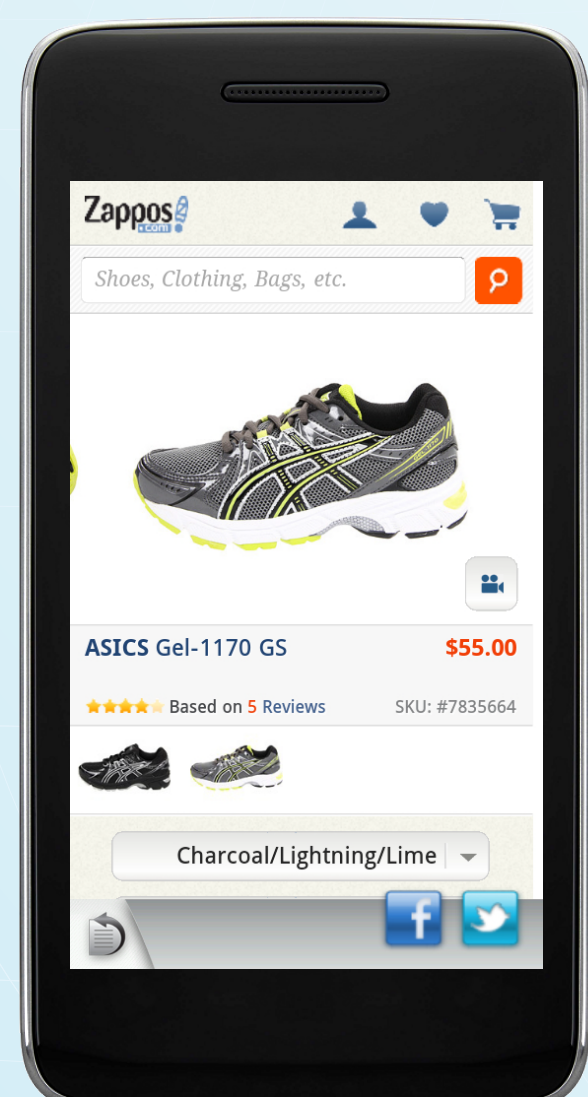 Zappos
.com
Shoes, Clothing, Bags, etc.
ASICS Gel-1170 GS
$55.00
Based on 5 Reviews
SKU: #7835664
Charcoal/Lightning/Lime
f